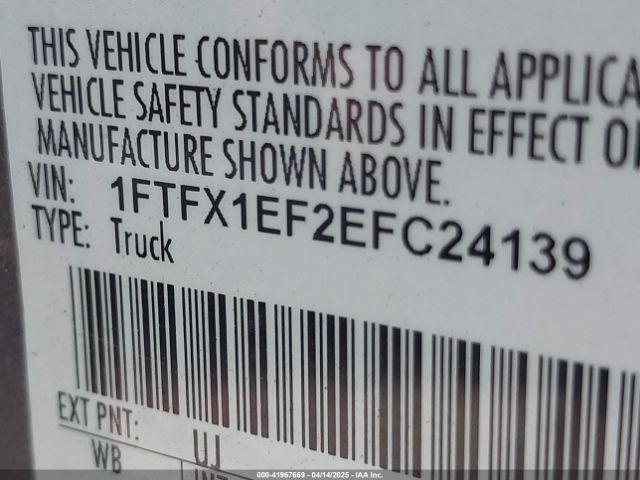 THIS VEHICLE CONFORMS TO ALL APPLICA
VEHICLE SAFETY STANDARDS IN EFFECT O
MANUFACTURE SHOWN ABOVE.
VIN: 1FTFX1EF2EFC24139
TYPE: Truck
EXT PNT: UJ
WB
000-41967669 - 04/14/2025 - IAA Inc.